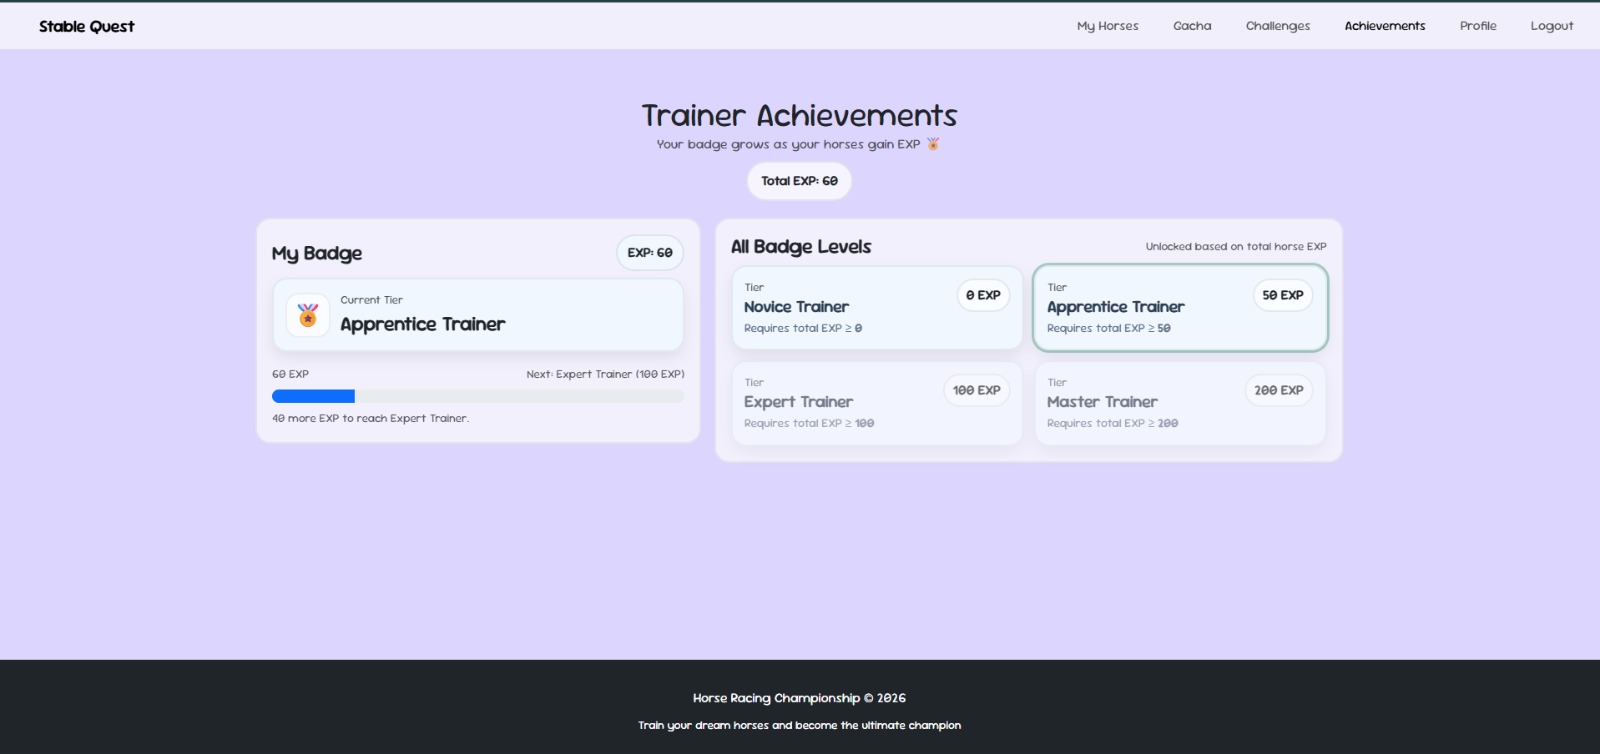 Stable Quest
My Horses
Gacha
Challenges
Achievements
Profile
Logout
Trainer Achievements
Your badge grows as your horses gain EXP 🏅
Total EXP: 60
My Badge
EXP: 60
Current Tier
Apprentice Trainer
60 EXP
Next: Expert Trainer (100 EXP)
40 more EXP to reach Expert Trainer.
All Badge Levels
Unlocked based on total horse EXP
Tier
Novice Trainer
0 EXP
Requires total EXP ≥ 0
Tier
Apprentice Trainer
50 EXP
Requires total EXP ≥ 50
Tier
Expert Trainer
100 EXP
Requires total EXP ≥ 100
Tier
Master Trainer
200 EXP
Requires total EXP ≥ 200
Horse Racing Championship © 2026
Train your dream horses and become the ultimate champion